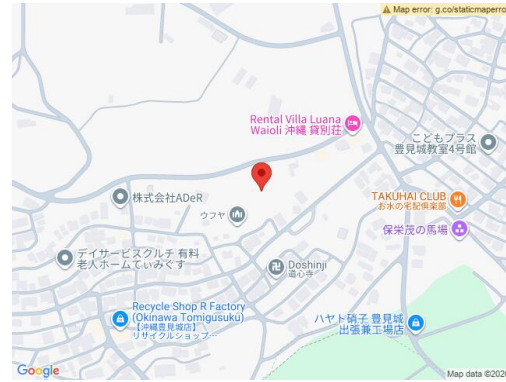 Map error: g.co/staticmaperro
Rental Villa Luana
Waioli 沖縄 貸別荘
こどもプラス
豊見城教室4号館
株式会社ADeR
TAKUHAI CLUB
お水の宅配倶楽部
ウフヤ
保栄茂の馬場
デイサービスクルチ 有料
老人ホームてぃみぐす
Doshinji
道心寺
Recycle Shop R Factory
(Okinawa Tomigusuku)
【沖縄豊見城店】
リサイクルショップ…
ハヤト硝子 豊見城
出張兼工場店
Google
Map data ©2026